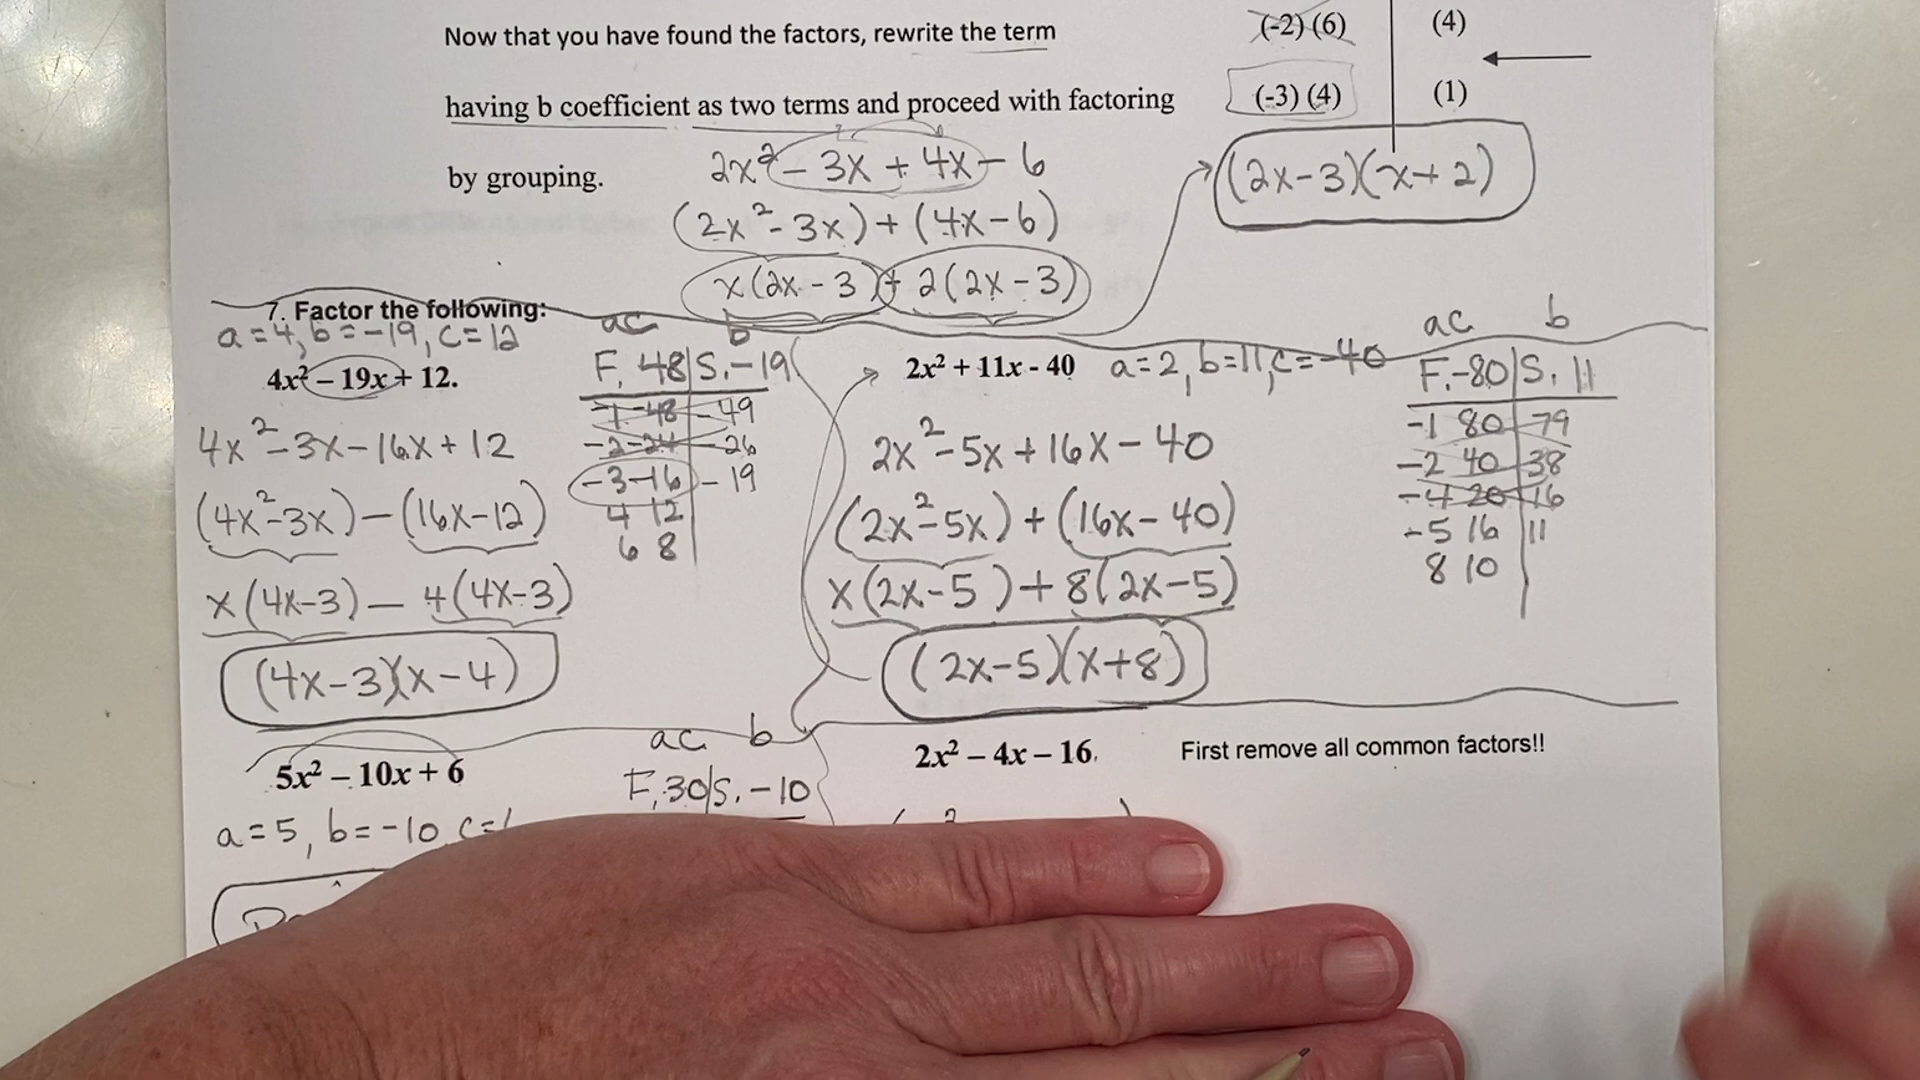 Now that you have found the factors, rewrite the term
(-2) (6) (4)
having b coefficient as two terms and proceed with factoring
(-3) (4) (1)
by grouping.
2x² - 3x + 4x - 6
(2x-3)(x+2)
(2x² - 3x) + (4x - 6)
x(2x - 3) + 2(2x - 3)
7. Factor the following:
a = 4, b = -19, c = 12
ac b
4x² – 19x + 12.
F. 48 S. -19
-1 -48 -49
-2 -24 -26
-3 -16 -19
4 12
6 8
4x² - 3x - 16x + 12
(4x² - 3x) - (16x - 12)
x(4x - 3) - 4(4x - 3)
(4x - 3)(x - 4)
2x² + 11x - 40
a = 2, b = 11, c = -40
ac b
F. -80 S. 11
-1 80 79
-2 40 38
-4 20 16
-5 16 11
8 10
2x² - 5x + 16x - 40
(2x² - 5x) + (16x - 40)
x(2x - 5) + 8(2x - 5)
(2x - 5)(x + 8)
5x² – 10x + 6
ac b
F. 30 S. -10
a = 5, b = -10 c =
2x² – 4x – 16.
First remove all common factors!!